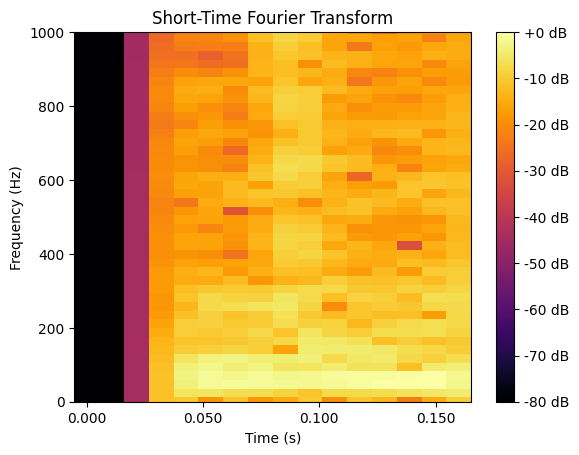 Short-Time Fourier Transform
1000
800
600
400
200
0
Frequency (Hz)
0.000
0.050
0.100
0.150
Time (s)
+0 dB
-10 dB
-20 dB
-30 dB
-40 dB
-50 dB
-60 dB
-70 dB
-80 dB